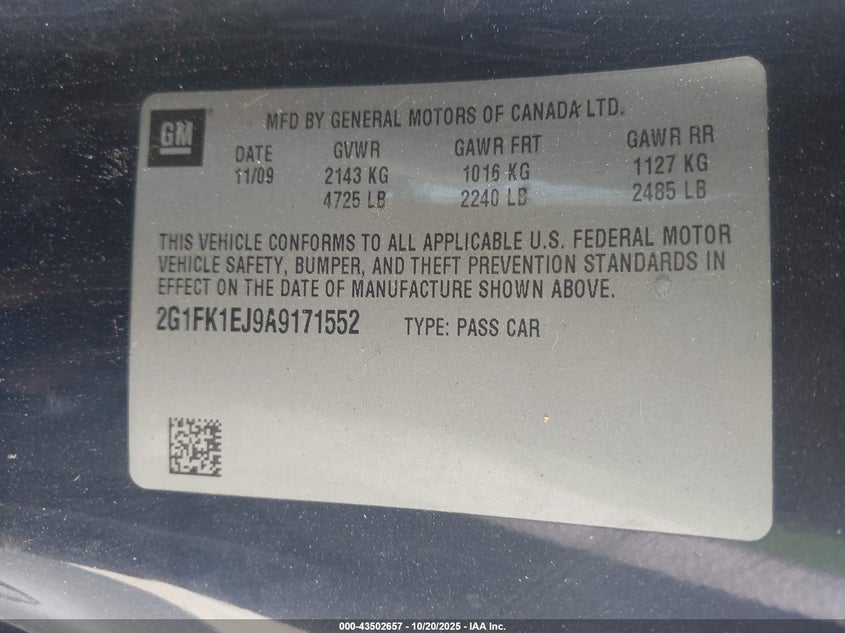 GM
MFD BY GENERAL MOTORS OF CANADA LTD.
DATE GVWR GAWR FRT GAWR RR
11/09 2143 KG 1016 KG 1127 KG
4725 LB 2240 LB 2485 LB
THIS VEHICLE CONFORMS TO ALL APPLICABLE U.S. FEDERAL MOTOR
VEHICLE SAFETY, BUMPER, AND THEFT PREVENTION STANDARDS IN
EFFECT ON THE DATE OF MANUFACTURE SHOWN ABOVE.
2G1FK1EJ9A9171552 TYPE: PASS CAR
000-43502657 - 10/20/2025 - IAA Inc.